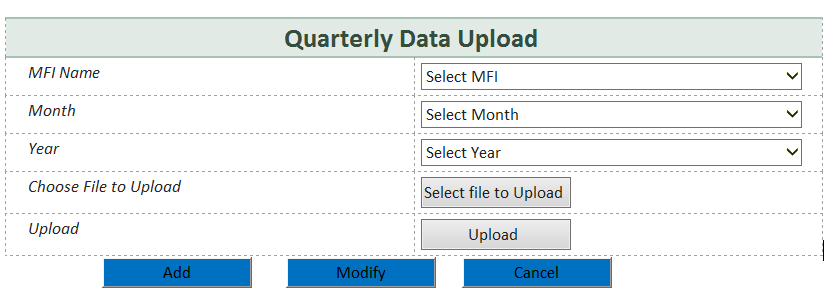 Quarterly Data Upload
MFI Name Select MFI
Month Select Month
Year Select Year
Choose File to Upload Select file to Upload
Upload Upload
Add Modify Cancel